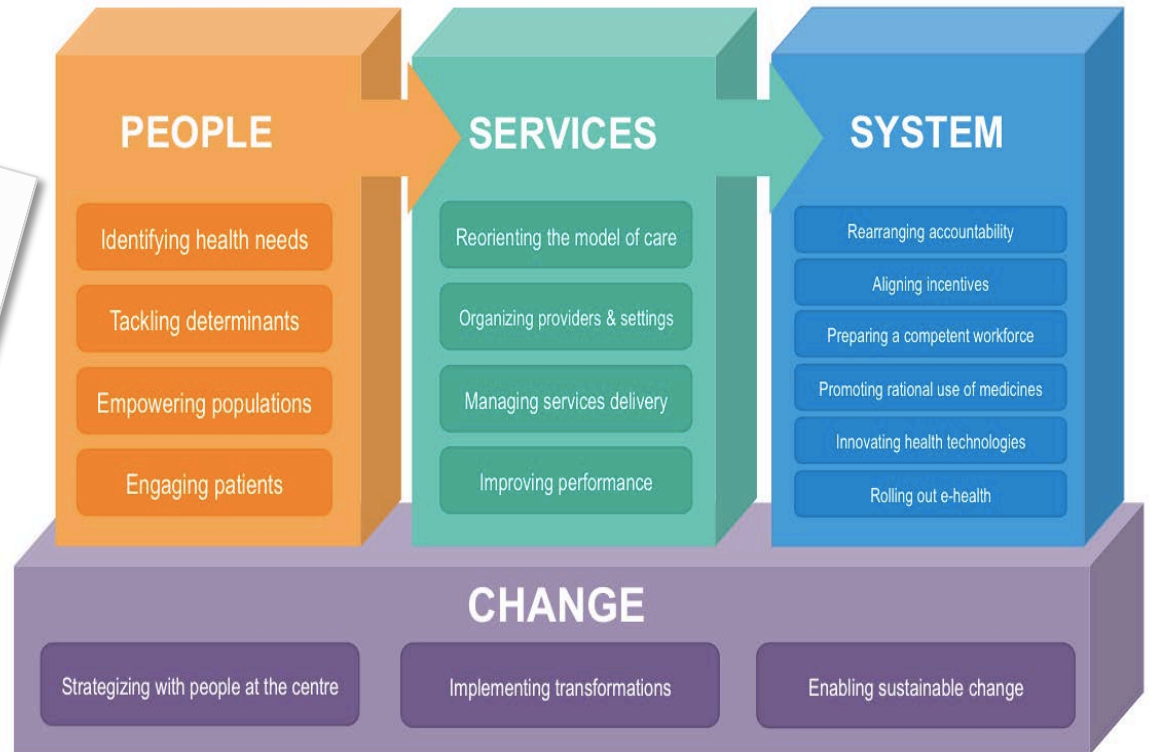 PEOPLE
Identifying health needs
Tackling determinants
Empowering populations
Engaging patients
SERVICES
Reorienting the model of care
Organizing providers & settings
Managing services delivery
Improving performance
SYSTEM
Rearranging accountability
Aligning incentives
Preparing a competent workforce
Promoting rational use of medicines
Innovating health technologies
Rolling out e-health
CHANGE
Strategizing with people at the centre
Implementing transformations
Enabling sustainable change